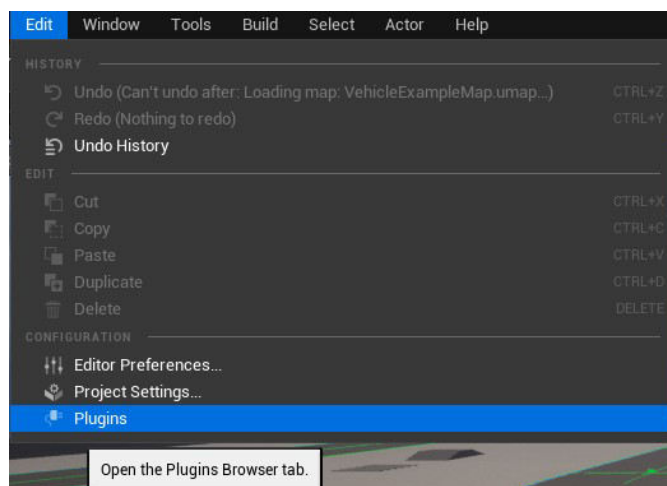 Edit Window Tools Build Select Actor Help
HISTORY
Undo (Can't undo after: Loading map: VehicleExampleMap.umap...) CTRL+Z
Redo (Nothing to redo) CTRL+Y
Undo History
EDIT
Cut CTRL+X
Copy CTRL+C
Paste CTRL+V
Duplicate CTRL+D
Delete DELETE
CONFIGURATION
Editor Preferences...
Project Settings...
Plugins
Open the Plugins Browser tab.